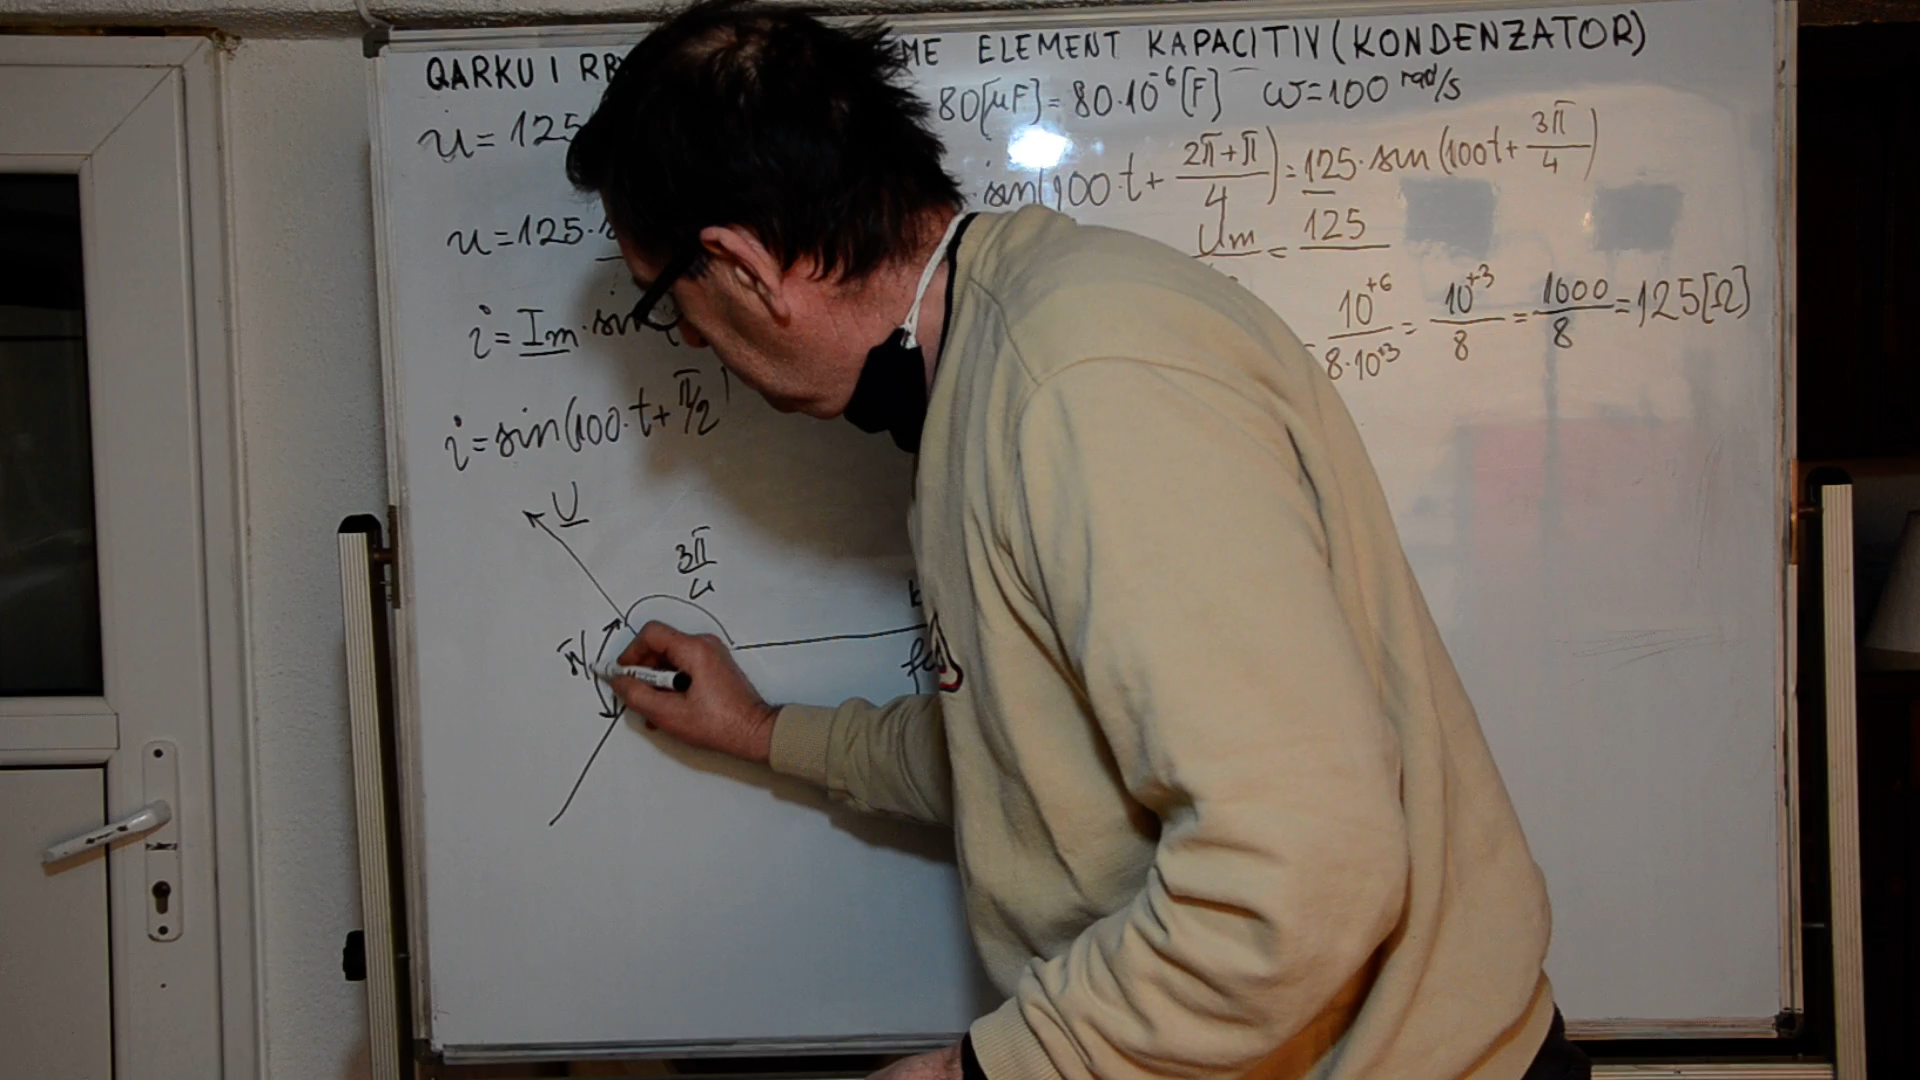 QARKU I ME ELEMENT KAPACITIV (KONDENZATOR)
80[μF] = 80·10⁻⁶[F] ω=100 rad/s
u = 125
sin(100·t + (2π+π)/4) = 125·sin(100t + 3π/4)
u = 125·
Um = 125
i = Im·sin
10⁺⁶/8·10⁺³ = 10⁺³/8 = 1000/8 = 125[Ω]
i = sin(100·t + π/2)
U
3π/4
π/